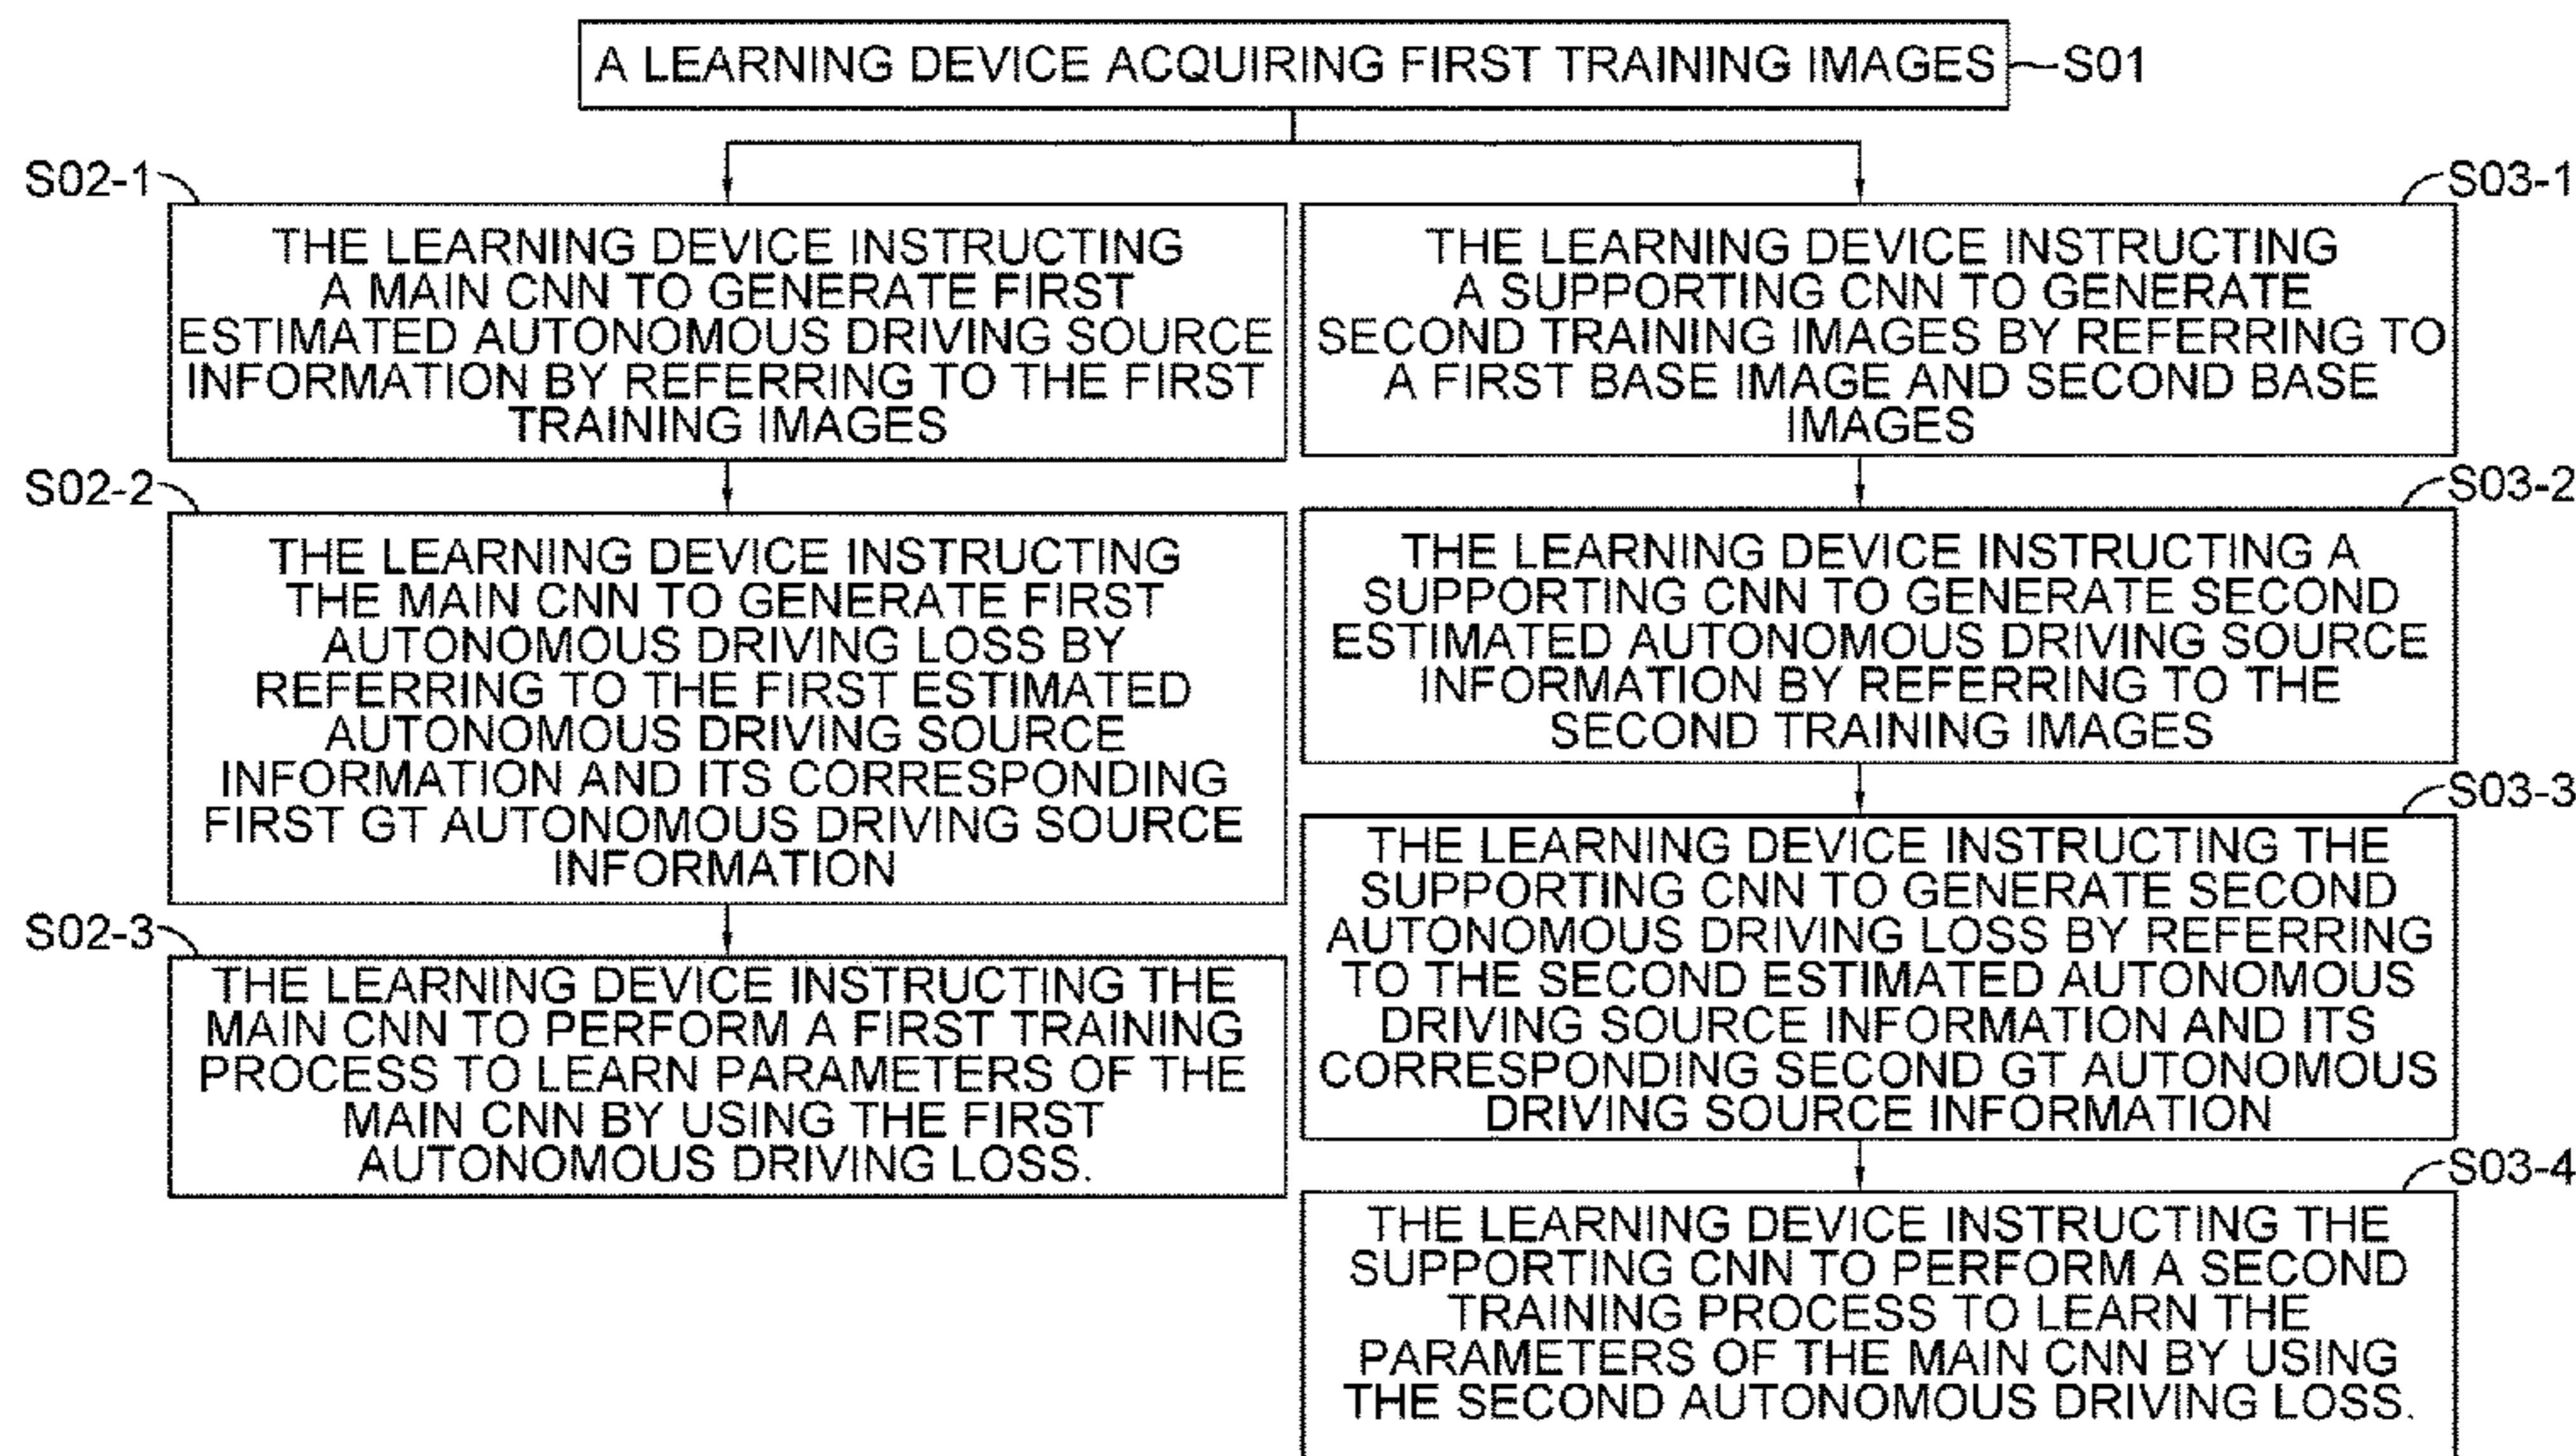 A LEARNING DEVICE ACQUIRING FIRST TRAINING IMAGES
S01
S02-1
THE LEARNING DEVICE INSTRUCTING
A MAIN CNN TO GENERATE FIRST
ESTIMATED AUTONOMOUS DRIVING SOURCE
INFORMATION BY REFERRING TO THE FIRST
TRAINING IMAGES
S02-2
THE LEARNING DEVICE INSTRUCTING
THE MAIN CNN TO GENERATE FIRST
AUTONOMOUS DRIVING LOSS BY
REFERRING TO THE FIRST ESTIMATED
AUTONOMOUS DRIVING SOURCE
INFORMATION AND ITS CORRESPONDING
FIRST GT AUTONOMOUS DRIVING SOURCE
INFORMATION
S02-3
THE LEARNING DEVICE INSTRUCTING THE
MAIN CNN TO PERFORM A FIRST TRAINING
PROCESS TO LEARN PARAMETERS OF THE
MAIN CNN BY USING THE FIRST
AUTONOMOUS DRIVING LOSS.
S03-1
THE LEARNING DEVICE INSTRUCTING
A SUPPORTING CNN TO GENERATE
SECOND TRAINING IMAGES BY REFERRING TO
A FIRST BASE IMAGE AND SECOND BASE
IMAGES
S03-2
THE LEARNING DEVICE INSTRUCTING A
SUPPORTING CNN TO GENERATE SECOND
ESTIMATED AUTONOMOUS DRIVING SOURCE
INFORMATION BY REFERRING TO THE
SECOND TRAINING IMAGES
S03-3
THE LEARNING DEVICE INSTRUCTING THE
SUPPORTING CNN TO GENERATE SECOND
AUTONOMOUS DRIVING LOSS BY REFERRING
TO THE SECOND ESTIMATED AUTONOMOUS
DRIVING SOURCE INFORMATION AND ITS
CORRESPONDING SECOND GT AUTONOMOUS
DRIVING SOURCE INFORMATION
S03-4
THE LEARNING DEVICE INSTRUCTING THE
SUPPORTING CNN TO PERFORM A SECOND
TRAINING PROCESS TO LEARN THE
PARAMETERS OF THE MAIN CNN BY USING
THE SECOND AUTONOMOUS DRIVING LOSS.